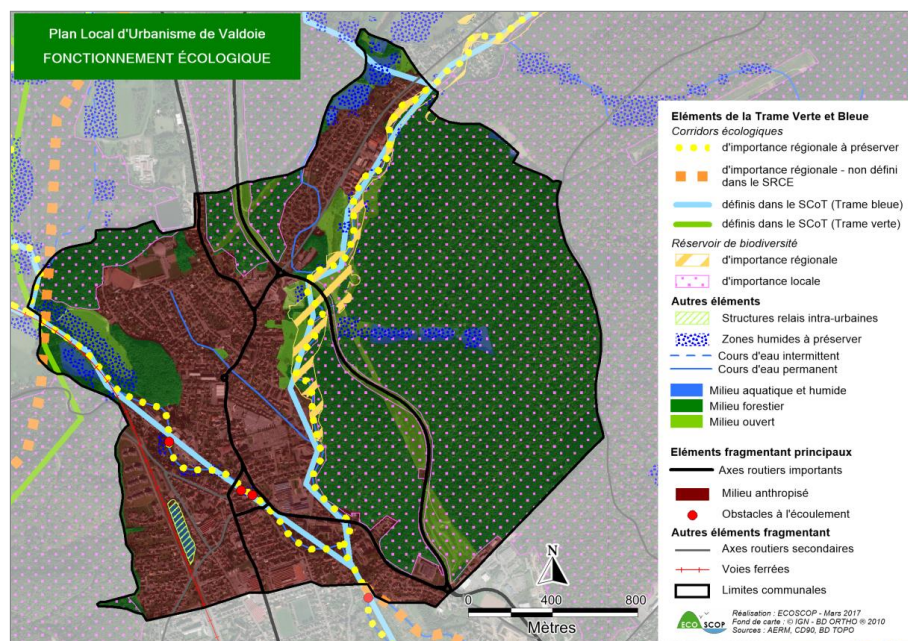 Plan Local d'Urbanisme de Valdoie
FONCTIONNEMENT ÉCOLOGIQUE
Eléments de la Trame Verte et Bleue
Corridors écologiques
d'importance régionale à préserver
d'importance régionale - non défini
dans le SRCE
définis dans le SCoT (Trame bleue)
définis dans le SCoT (Trame verte)
Réservoir de biodiversité
d'importance régionale
d'importance locale
Autres éléments
Structures relais intra-urbaines
Zones humides à préserver
Cours d'eau intermittent
Cours d'eau permanent
Milieu aquatique et humide
Milieu forestier
Milieu ouvert
Eléments fragmentant principaux
Axes routiers importants
Milieu anthropisé
Obstacles à l'écoulement
Autres éléments fragmentant
Axes routiers secondaires
Voies ferrées
Limites communales
N
0 400 800
Mètres
ECOSCOP
Réalisation : ECOSCOP - Mars 2017
Fond de carte : © IGN - BD ORTHO ® 2010
Sources : AERM, CD90, BD TOPO